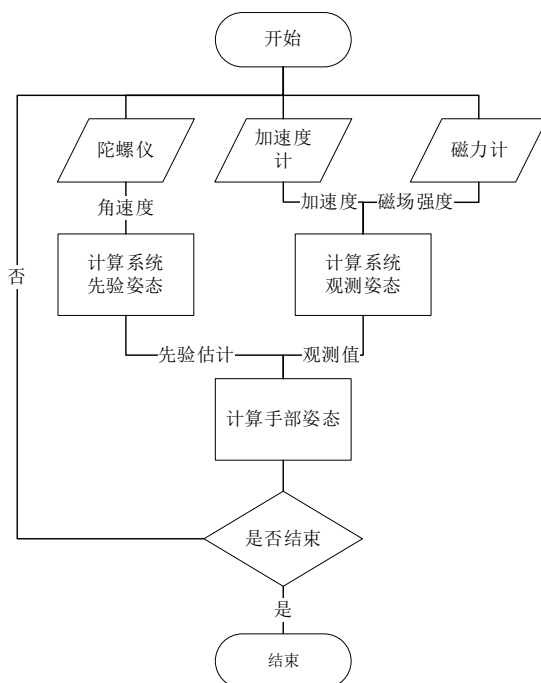 开始
陀螺仪
加速度
计
磁力计
角速度
加速度
磁场强度
计算系统
先验姿态
计算系统
观测姿态
否
先验估计
观测值
计算手部姿态
是否结束
是
结束